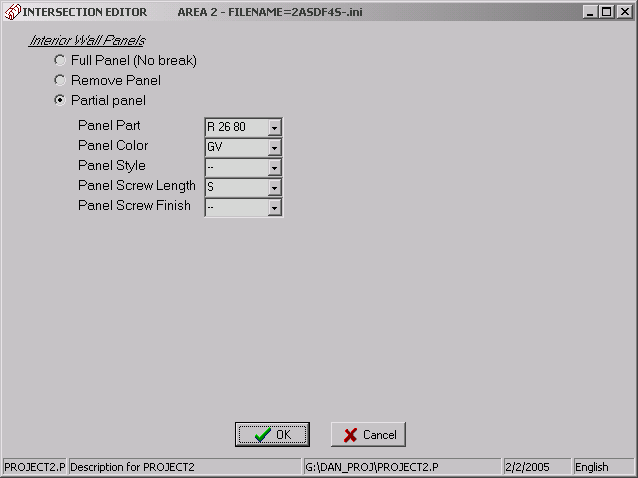 INTERSECTION EDITOR AREA 2 - FILENAME=2ASDF4S-.ini
Interior Wall Panels
Full Panel (No break)
Remove Panel
Partial panel
Panel Part R 26 80
Panel Color GV
Panel Style --
Panel Screw Length S
Panel Screw Finish --
OK Cancel
PROJECT2.P Description for PROJECT2 G:\DAN_PROJ\PROJECT2.P 2/2/2005 English